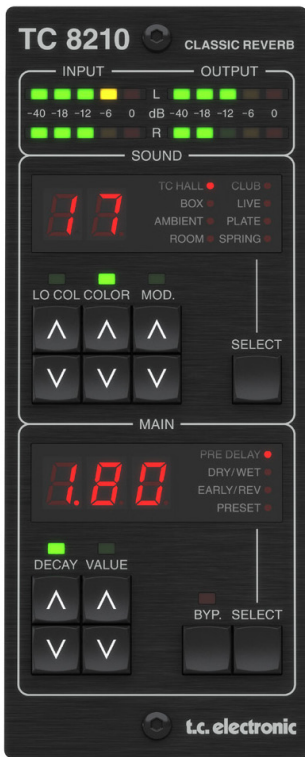 TC 8210 CLASSIC REVERB
INPUT OUTPUT
L
-40 -18 -12 -6 0 dB -40 -18 -12 -6 0
R
SOUND
17
TC HALL CLUB
BOX LIVE
AMBIENT PLATE
ROOM SPRING
LO COL COLOR MOD.
SELECT
MAIN
1.80
PRE DELAY
DRY/WET
EARLY/REV
PRESET
DECAY VALUE
BYP. SELECT
t.c. electronic